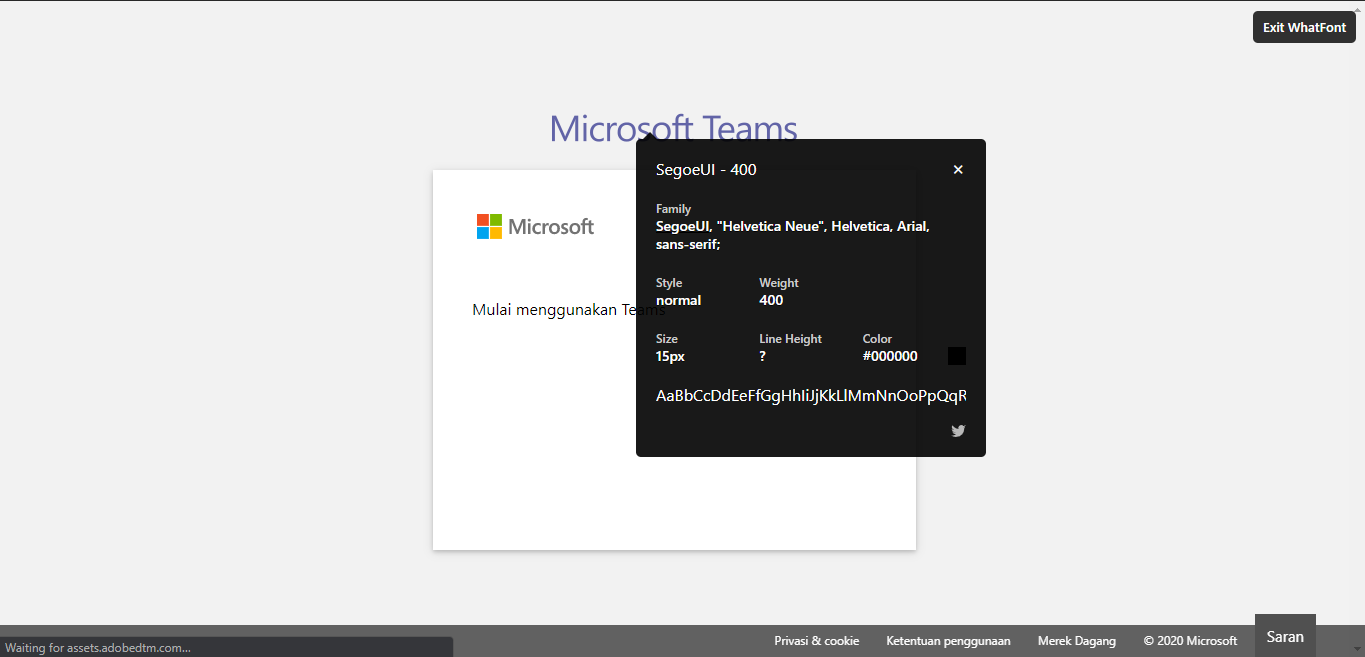 Exit WhatFont
Microsoft Teams
SegoeUI - 400
×
Family
SegoeUI, "Helvetica Neue", Helvetica, Arial,
sans-serif;
Microsoft
Style Weight
normal 400
Mulai menggunakan Teams
Size Line Height Color
15px ? #000000
AaBbCcDdEeFfGgHhIiJjKkLlMmNnOoPpQqR
Waiting for assets.adobedtm.com...
Privasi & cookie Ketentuan penggunaan Merek Dagang © 2020 Microsoft Saran